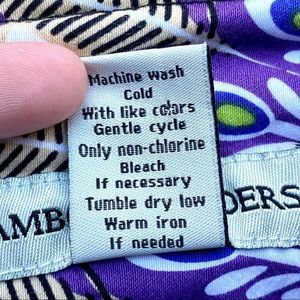 Machine wash
Cold
With like colors
Gentle cycle
Only non-chlorine
Bleach
If necessary
Tumble dry low
Warm iron
If needed